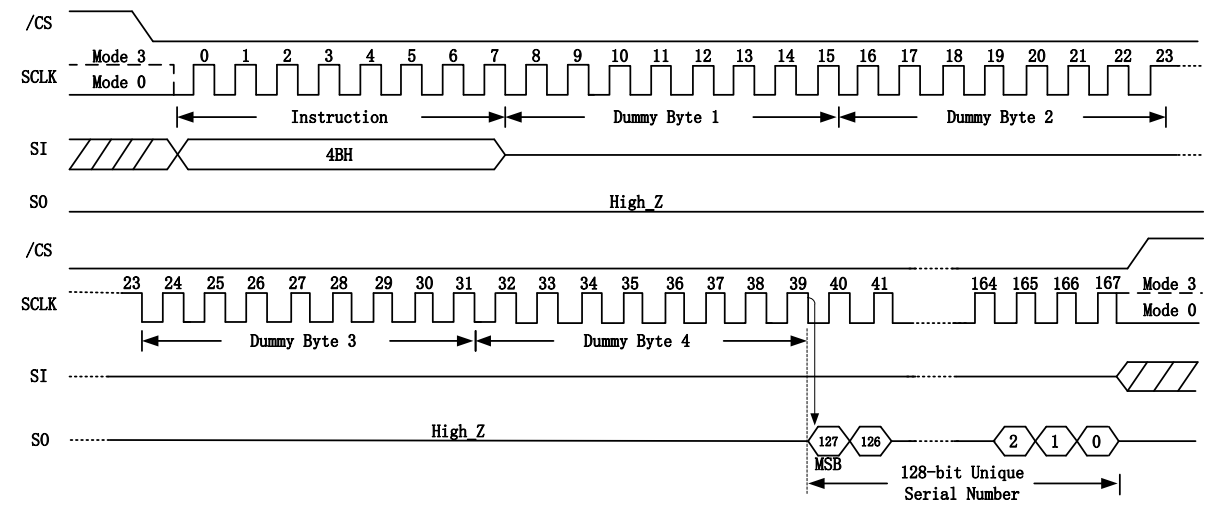 /CS
Mode 3 0 1 2 3 4 5 6 7 8 9 10 11 12 13 14 15 16 17 18 19 20 21 22 23
SCLK
Mode 0
Instruction Dummy Byte 1 Dummy Byte 2
SI 4BH
SO High_Z
/CS
23 24 25 26 27 28 29 30 31 32 33 34 35 36 37 38 39 40 41 164 165 166 167 Mode 3
SCLK
Mode 0
Dummy Byte 3 Dummy Byte 4
SI
SO High_Z 127 126 2 1 0
MSB
128-bit Unique
Serial Number